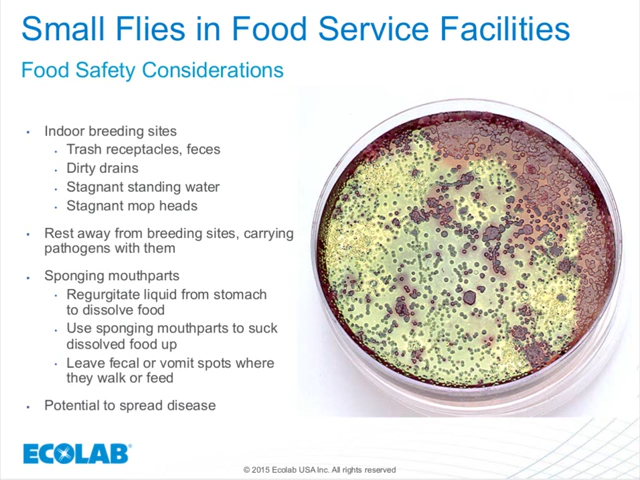 Small Flies in Food Service Facilities
Food Safety Considerations
• Indoor breeding sites
• Trash receptacles, feces
• Dirty drains
• Stagnant standing water
• Stagnant mop heads
• Rest away from breeding sites, carrying
pathogens with them
• Sponging mouthparts
• Regurgitate liquid from stomach
to dissolve food
• Use sponging mouthparts to suck
dissolved food up
• Leave fecal or vomit spots where
they walk or feed
• Potential to spread disease
ECOLAB®
© 2015 Ecolab USA Inc. All rights reserved